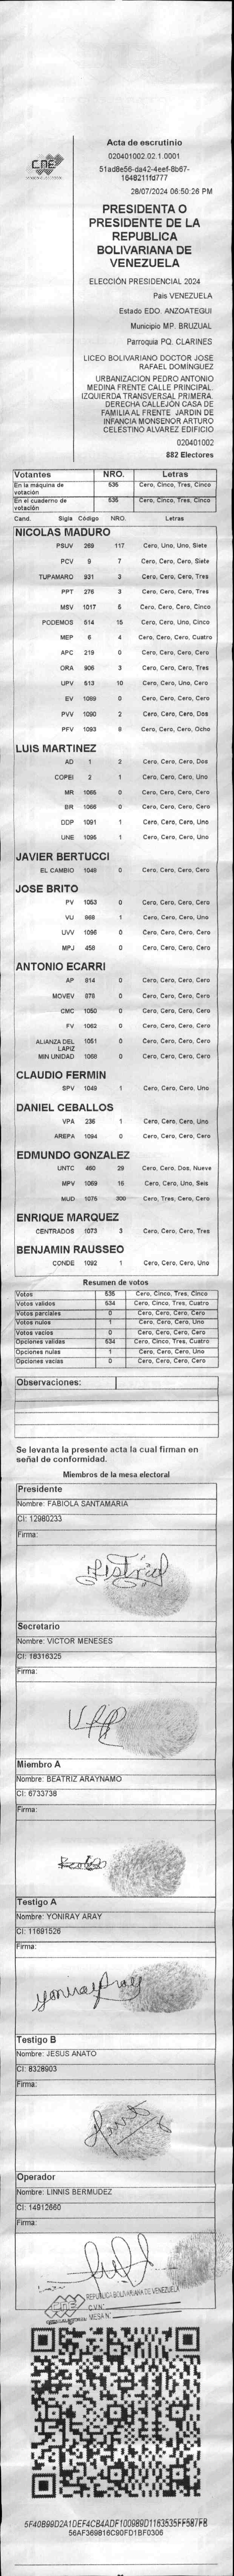 CNE
Acta de escrutinio
020401002.02.1.0001
51ad8e56-da42-4eef-8b67-
1648211fd777
28/07/2024 06:50:26 PM
PRESIDENTA O
PRESIDENTE DE LA
REPUBLICA
BOLIVARIANA DE
VENEZUELA
ELECCIÓN PRESIDENCIAL 2024
Pais VENEZUELA
Estado EDO. ANZOATEGUI
Municipio MP. BRUZUAL
Parroquia PQ. CLARINES
LICEO BOLIVARIANO DOCTOR JOSE
RAFAEL DOMÍNGUEZ
URBANIZACION PEDRO ANTONIO
MEDINA FRENTE CALLE PRINCIPAL.
IZQUIERDA TRANSVERSAL PRIMERA.
DERECHA CALLEJÓN CASA DE
FAMILIA AL FRENTE JARDIN DE
INFANCIA MONSENOR ARTURO
CELESTINO ALVAREZ EDIFICIO
020401002
882 Electores
Votantes NRO. Letras
En la máquina de votación 535 Cero, Cinco, Tres, Cinco
En el cuaderno de votación 535 Cero, Cinco, Tres, Cinco
Cand. Sigla Código NRO. Letras
NICOLAS MADURO
PSUV 269 117 Cero, Uno, Uno, Siete
PCV 9 7 Cero, Cero, Cero, Siete
TUPAMARO 931 3 Cero, Cero, Cero, Tres
PPT 276 3 Cero, Cero, Cero, Tres
MSV 1017 5 Cero, Cero, Cero, Cinco
PODEMOS 514 15 Cero, Cero, Uno, Cinco
MEP 6 4 Cero, Cero, Cero, Cuatro
APC 219 0 Cero, Cero, Cero, Cero
ORA 906 3 Cero, Cero, Cero, Tres
UPV 513 10 Cero, Cero, Uno, Cero
EV 1089 0 Cero, Cero, Cero, Cero
PVV 1090 2 Cero, Cero, Cero, Dos
PFV 1093 8 Cero, Cero, Cero, Ocho
LUIS MARTINEZ
AD 1 2 Cero, Cero, Cero, Dos
COPEI 2 1 Cero, Cero, Cero, Uno
MR 1065 0 Cero, Cero, Cero, Cero
BR 1066 0 Cero, Cero, Cero, Cero
DDP 1091 1 Cero, Cero, Cero, Uno
UNE 1095 1 Cero, Cero, Cero, Uno
JAVIER BERTUCCI
EL CAMBIO 1048 0 Cero, Cero, Cero, Cero
JOSE BRITO
PV 1053 0 Cero, Cero, Cero, Cero
VU 868 1 Cero, Cero, Cero, Uno
UVV 1096 0 Cero, Cero, Cero, Cero
MPJ 458 0 Cero, Cero, Cero, Cero
ANTONIO ECARRI
AP 814 0 Cero, Cero, Cero, Cero
MOVEV 876 0 Cero, Cero, Cero, Cero
CMC 1050 0 Cero, Cero, Cero, Cero
FV 1062 0 Cero, Cero, Cero, Cero
ALIANZA DEL LAPIZ 1051 0 Cero, Cero, Cero, Cero
MIN UNIDAD 1068 0 Cero, Cero, Cero, Cero
CLAUDIO FERMIN
SPV 1049 1 Cero, Cero, Cero, Uno
DANIEL CEBALLOS
VPA 236 1 Cero, Cero, Cero, Uno
AREPA 1094 0 Cero, Cero, Cero, Cero
EDMUNDO GONZALEZ
UNTC 460 29 Cero, Cero, Dos, Nueve
MPV 1069 16 Cero, Cero, Uno, Seis
MUD 1075 300 Cero, Tres, Cero, Cero
ENRIQUE MARQUEZ
CENTRADOS 1073 3 Cero, Cero, Cero, Tres
BENJAMIN RAUSSEO
CONDE 1092 1 Cero, Cero, Cero, Uno
Resumen de votos
Votos 535 Cero, Cinco, Tres, Cinco
Votos validos 534 Cero, Cinco, Tres, Cuatro
Votos parciales 0 Cero, Cero, Cero, Cero
Votos nulos 1 Cero, Cero, Cero, Uno
Votos vacios 0 Cero, Cero, Cero, Cero
Opciones validas 534 Cero, Cinco, Tres, Cuatro
Opciones nulas 1 Cero, Cero, Cero, Uno
Opciones vacias 0 Cero, Cero, Cero, Cero
Observaciones:
Se levanta la presente acta la cual firman en
señal de conformidad.
Miembros de la mesa electoral
Presidente
Nombre: FABIOLA SANTAMARIA
CI: 12980233
Firma:
Secretario
Nombre: VICTOR MENESES
CI: 18316325
Firma:
Miembro A
Nombre: BEATRIZ ARAYNAMO
CI: 6733738
Firma:
Testigo A
Nombre: YONIRAY ARAY
CI: 11691526
Firma:
yoniray Aray
Testigo B
Nombre: JESUS ANATO
CI: 8328903
Firma:
Operador
Nombre: LINNIS BERMUDEZ
CI: 14912660
Firma:
CNE
REPÚBLICA BOLIVARIANA DE VENEZUELA
C.V.N°
MESA N°
5F40B99D2A1DEF4CB4ADF100989D1163535FF587FB
56AF369816C90FD1BF0306